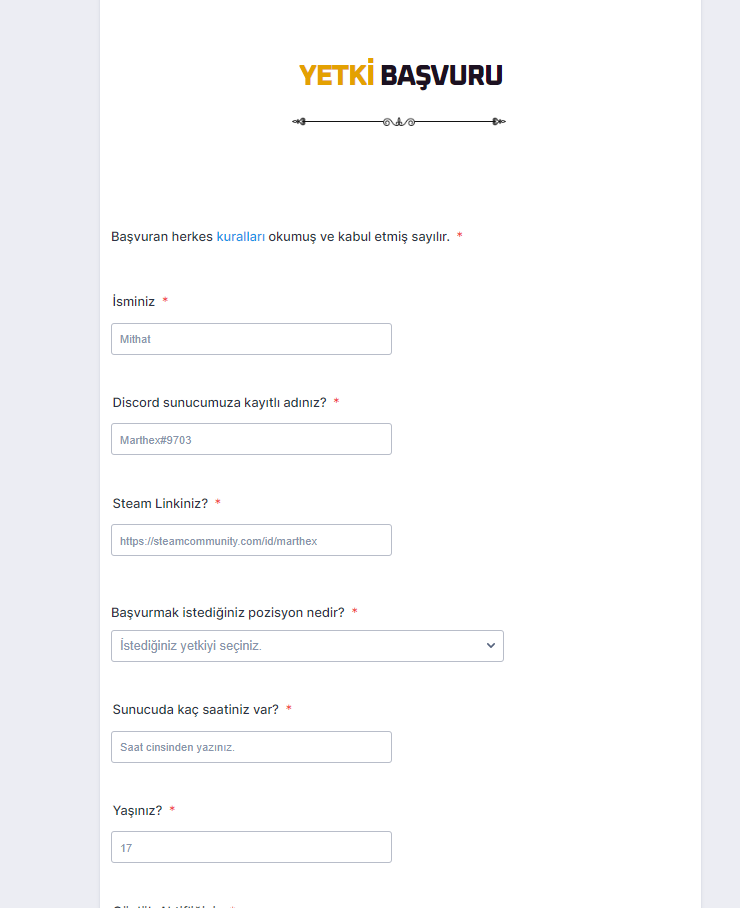 YETKİ BAŞVURU
Başvuran herkes kuralları okumuş ve kabul etmiş sayılır. *
İsminiz *
Mithat
Discord sunucumuza kayıtlı adınız? *
Marthex#9703
Steam Linkiniz? *
https://steamcommunity.com/id/marthex
Başvurmak istediğiniz pozisyon nedir? *
İstediğiniz yetkiyi seçiniz.
Sunucuda kaç saatiniz var? *
Saat cinsinden yazınız.
Yaşınız? *
17